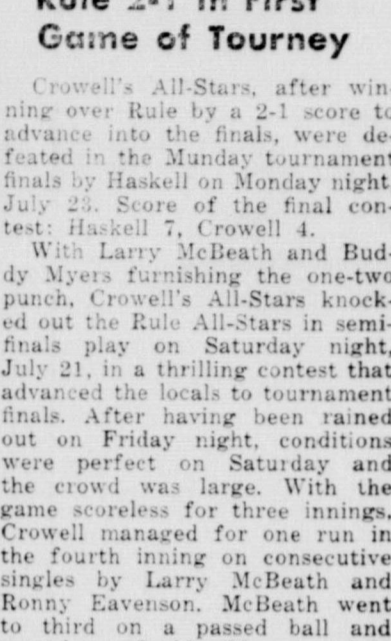 Rule 2-1 in First
Game of Tourney
Crowell's All-Stars, after win-
ning over Rule by a 2-1 score to
advance into the finals, were de-
feated in the Munday tournament
finals by Haskell on Monday night,
July 23. Score of the final con-
test: Haskell 7, Crowell 4.
With Larry McBeath and Bud-
dy Myers furnishing the one-two
punch, Crowell's All-Stars knock-
ed out the Rule All-Stars in semi-
finals play on Saturday night,
July 21, in a thrilling contest that
advanced the locals to tournament
finals. After having been rained
out on Friday night, conditions
were perfect on Saturday and
the crowd was large. With the
game scoreless for three innings,
Crowell managed for one run in
the fourth inning on consecutive
singles by Larry McBeath and
Ronny Eavenson. McBeath went
to third on a passed ball and